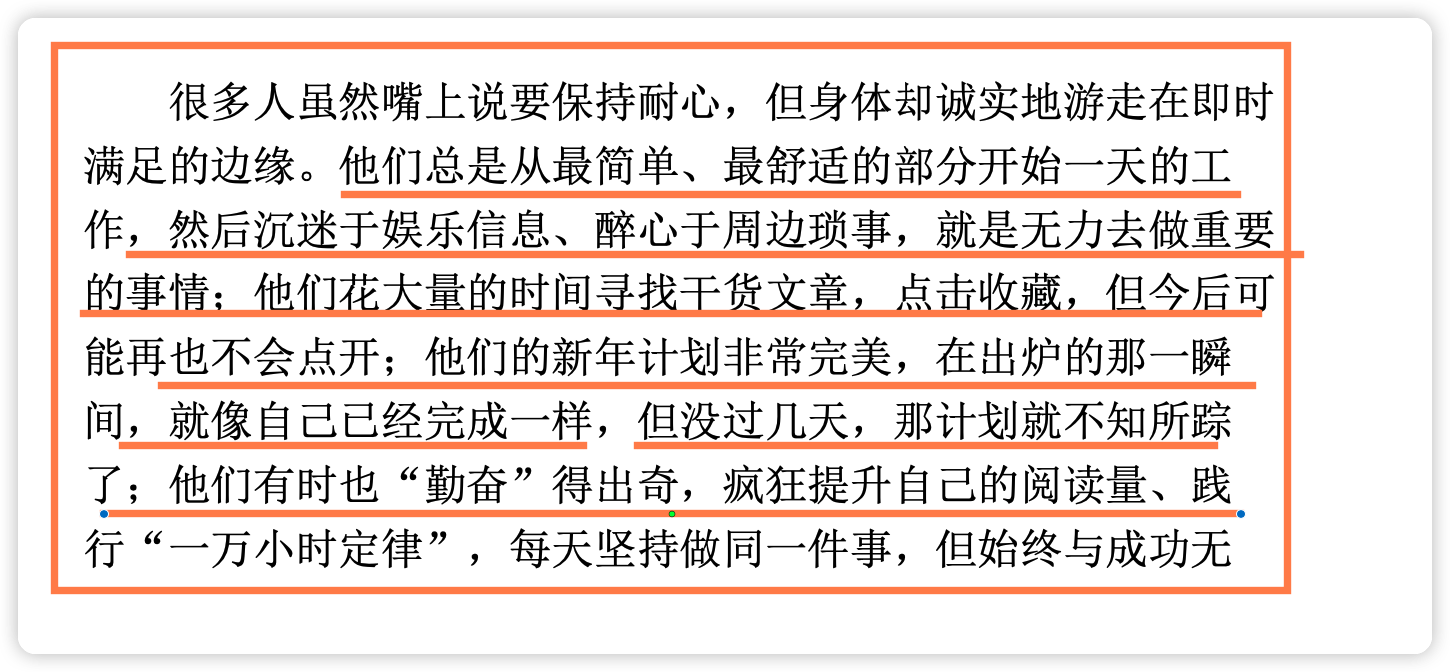 很多人虽然嘴上说要保持耐心，但身体却诚实地游走在即时
满足的边缘。他们总是从最简单、最舒适的部分开始一天的工
作，然后沉迷于娱乐信息、醉心于周边琐事，就是无力去做重要
的事情；他们花大量的时间寻找干货文章，点击收藏，但今后可
能再也不会点开；他们的新年计划非常完美，在出炉的那一瞬
间，就像自己已经完成一样，但没过几天，那计划就不知所踪
了；他们有时也“勤奋”得出奇，疯狂提升自己的阅读量、践
行“一万小时定律”，每天坚持做同一件事，但始终与成功无